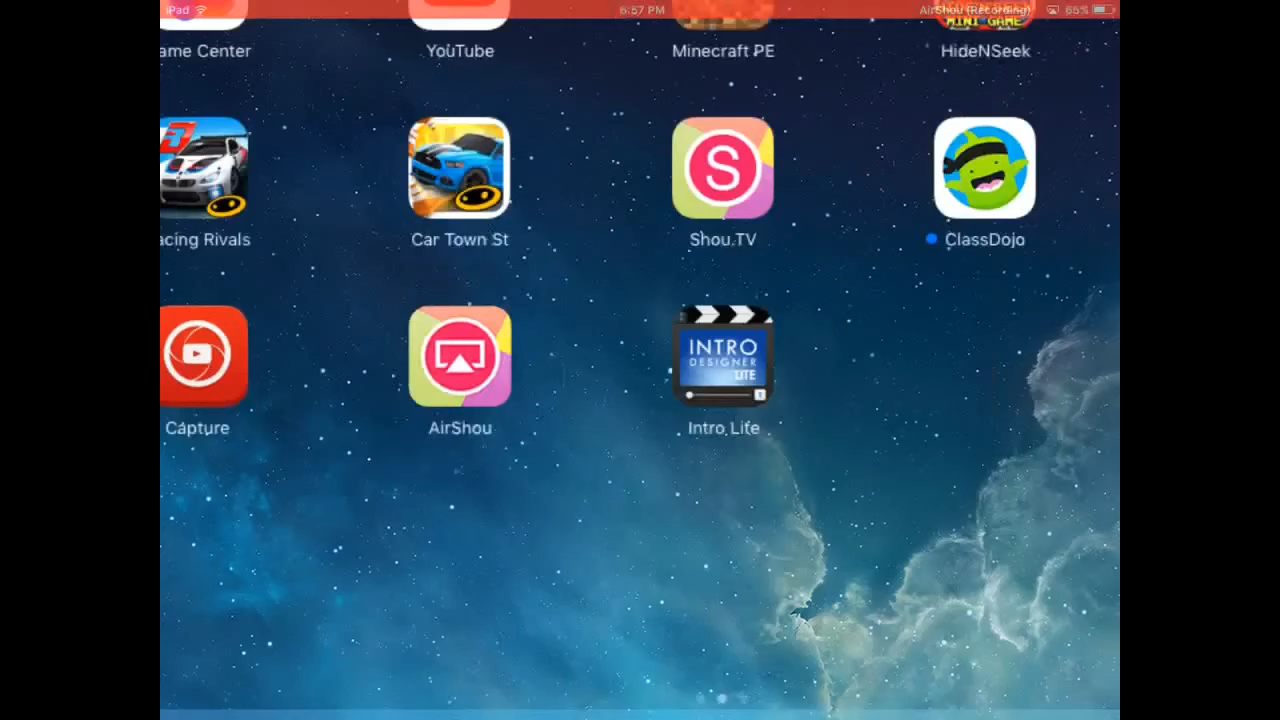 iPad 6:57 PM AirShou (Recording) 65%
MINI GAME
ame Center YouTube Minecraft PE HideNSeek
S
acing Rivals Car Town St Shou.TV ClassDojo
INTRO
DESIGNER
LITE
Capture AirShou Intro Lite